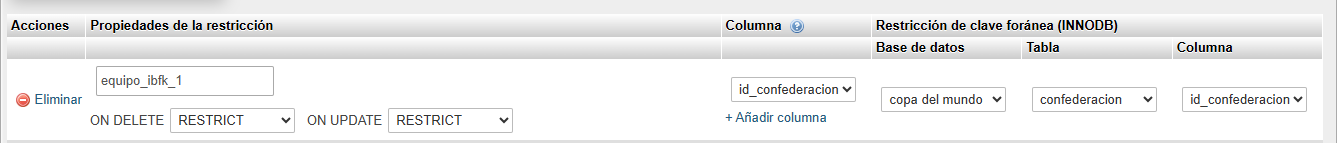 Acciones Propiedades de la restricción Columna Restricción de clave foránea (INNODB)
Base de datos Tabla Columna
equipo_ibfk_1
Eliminar id_confederacion copa del mundo confederacion id_confederacion
ON DELETE RESTRICT ON UPDATE RESTRICT + Añadir columna